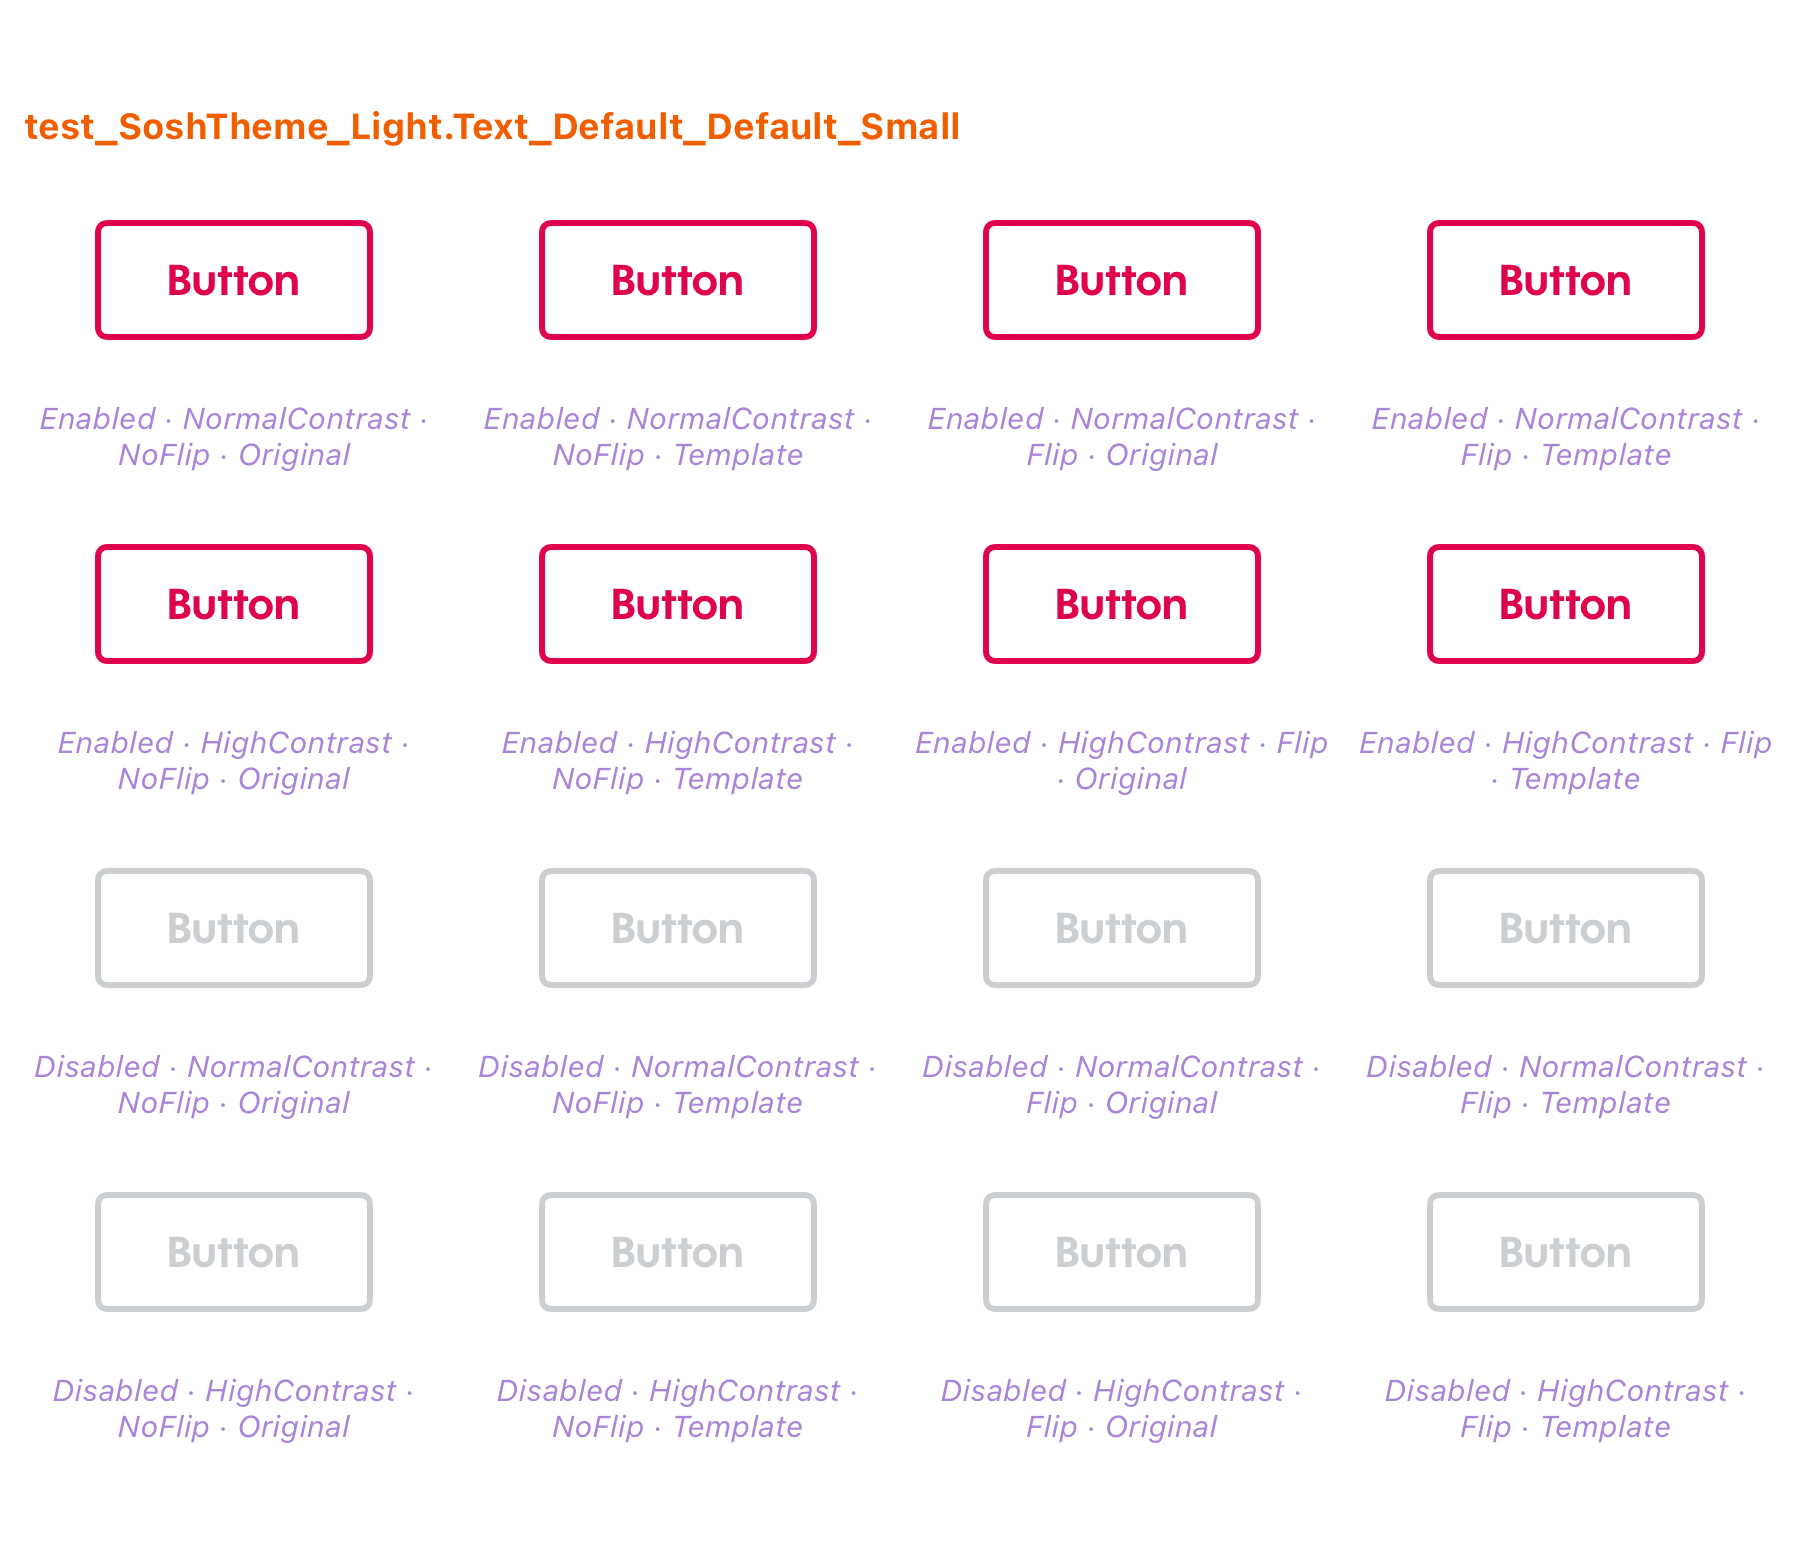 test_SoshTheme_Light.Text_Default_Default_Small
Button Button Button Button
Enabled · NormalContrast ·
NoFlip · Original
Enabled · NormalContrast ·
NoFlip · Template
Enabled · NormalContrast ·
Flip · Original
Enabled · NormalContrast ·
Flip · Template
Button Button Button Button
Enabled · HighContrast ·
NoFlip · Original
Enabled · HighContrast ·
NoFlip · Template
Enabled · HighContrast · Flip
· Original
Enabled · HighContrast · Flip
· Template
Button Button Button Button
Disabled · NormalContrast ·
NoFlip · Original
Disabled · NormalContrast ·
NoFlip · Template
Disabled · NormalContrast ·
Flip · Original
Disabled · NormalContrast ·
Flip · Template
Button Button Button Button
Disabled · HighContrast ·
NoFlip · Original
Disabled · HighContrast ·
NoFlip · Template
Disabled · HighContrast ·
Flip · Original
Disabled · HighContrast ·
Flip · Template